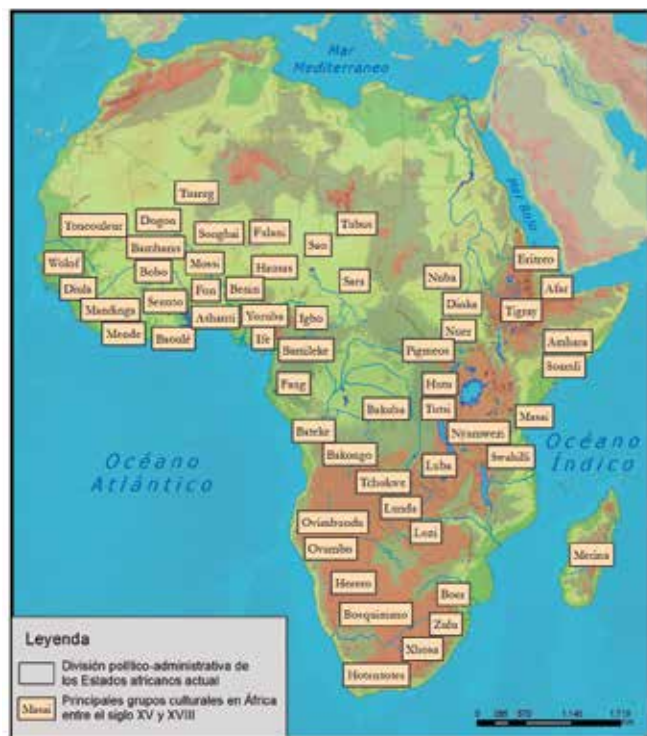 Mar
Mediterraneo
Mar Rojo
Tuareg
Toucouleur
Dogon
Songhai
Fulani
Tubus
Bambara
Sao
Wolof
Bobo
Mossi
Hausas
Eritreo
Diula
Sara
Noba
Afar
Fon
Benin
Mandinga
Senuto
Dinka
Tigray
Ashanti
Yoruba
Igbo
Mende
Baoulé
Ife
Nuer
Amhara
Bamileke
Pigmeos
Somali
Fang
Hutu
Bakuba
Tutsi
Masai
Bateke
Nyamwezi
Océano
Índico
Bakongo
Swahili
Océano
Atlántico
Luba
Tchokwe
Lunda
Ovimbundu
Lozi
Ovambo
Merina
Herero
Boer
Bosquimano
Zulu
Xhosa
Hotentotes
Leyenda
División político-administrativa de
los Estados africanos actual
Masai
Principales grupos culturales en África
entre el siglo XV y XVIII